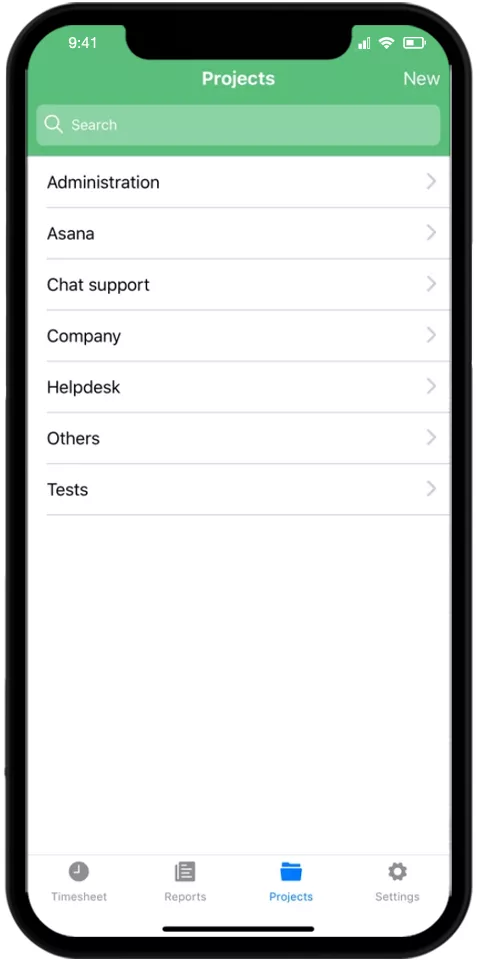 9:41
Projects New
Search
Administration
Asana
Chat support
Company
Helpdesk
Others
Tests
Timesheet Reports Projects Settings